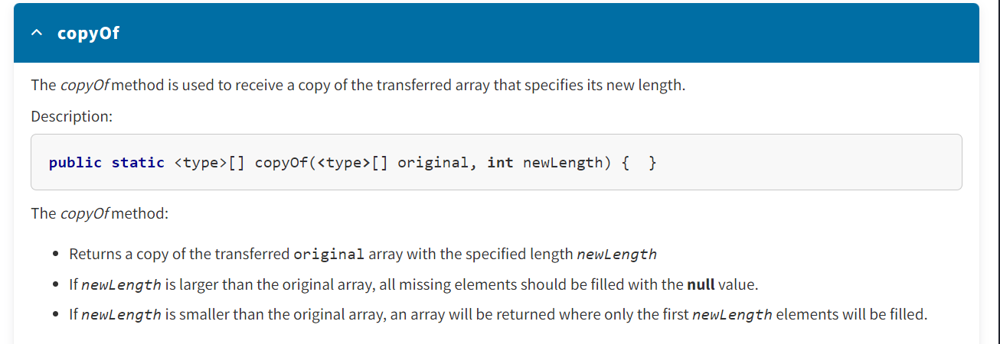 copyOf
The copyOf method is used to receive a copy of the transferred array that specifies its new length.
Description:
public static <type>[] copyOf(<type>[] original, int newLength) {  }
The copyOf method:
• Returns a copy of the transferred original array with the specified length newLength
• If newLength is larger than the original array, all missing elements should be filled with the null value.
• If newLength is smaller than the original array, an array will be returned where only the first newLength elements will be filled.